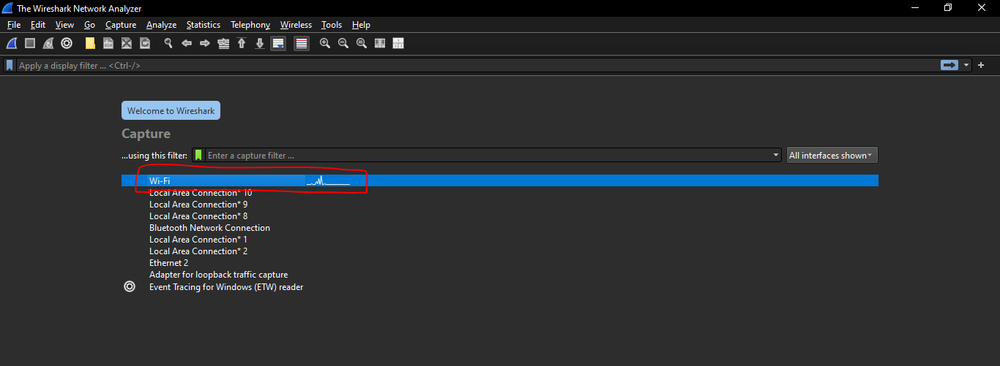 The Wireshark Network Analyzer
File Edit View Go Capture Analyze Statistics Telephony Wireless Tools Help
Apply a display filter ... <Ctrl-/>
Welcome to Wireshark
Capture
...using this filter: Enter a capture filter ... All interfaces shown
Wi-Fi
Local Area Connection* 10
Local Area Connection* 9
Local Area Connection* 8
Bluetooth Network Connection
Local Area Connection* 1
Local Area Connection* 2
Ethernet 2
Adapter for loopback traffic capture
Event Tracing for Windows (ETW) reader